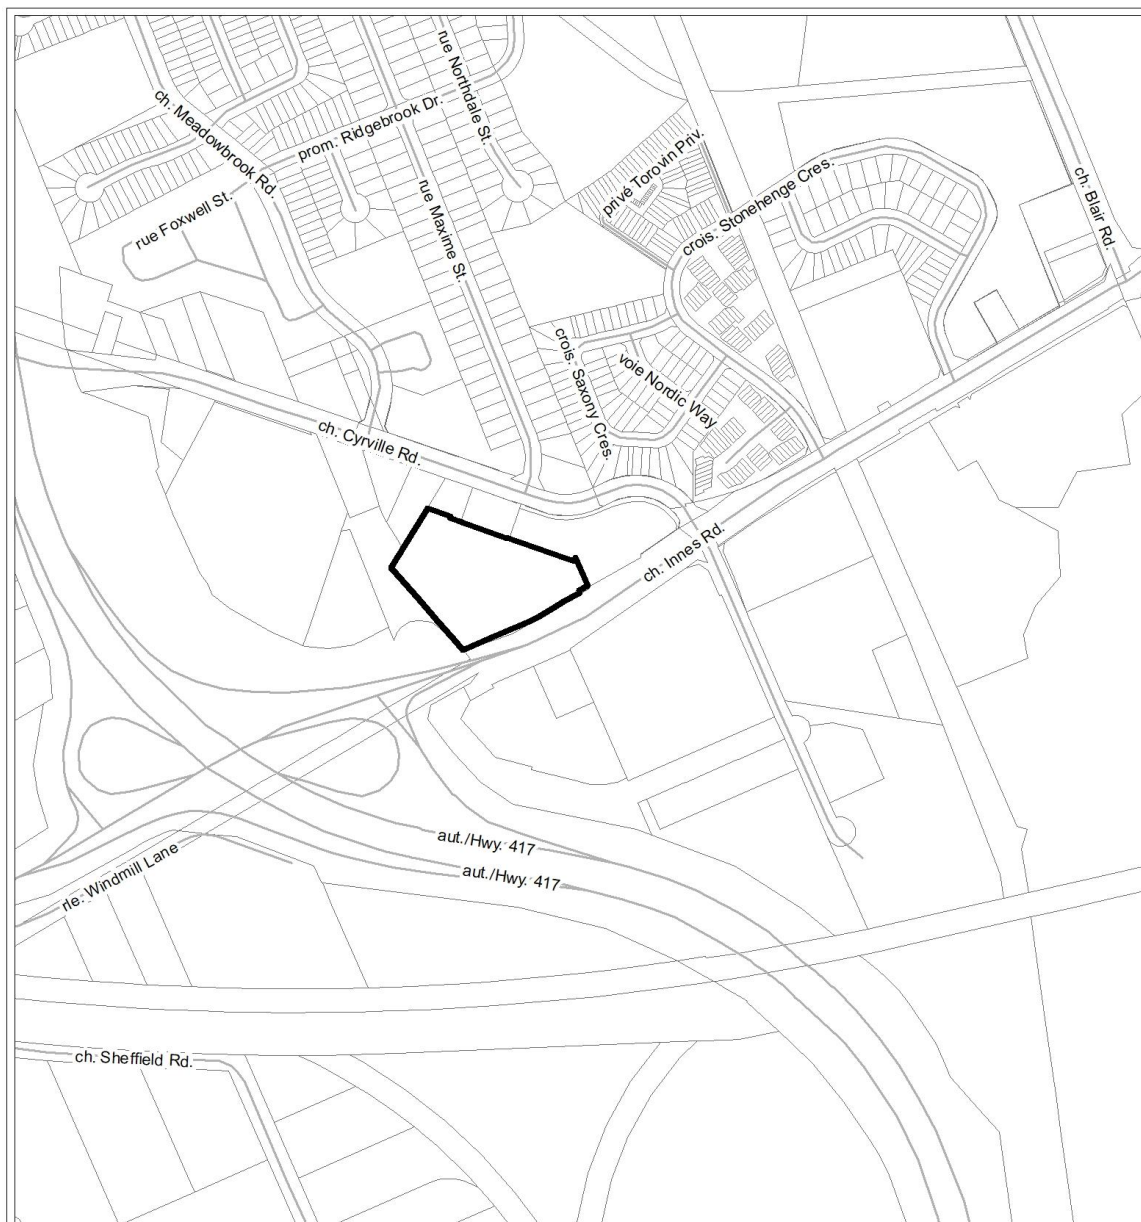 rue Northdale St.
ch. Meadowbrook Rd.
prom. Ridgebrook Dr.
privé Torovin Priv.
crois. Stonehenge Cres.
ch. Blair Rd.
rue Foxwell St.
rue Maxime St.
crois. Saxony Cres.
voie Nordic Way
ch. Cyrville Rd.
ch. Innes Rd.
aut./Hwy. 417
aut./Hwy. 417
rle. Windmill Lane
ch. Sheffield Rd.